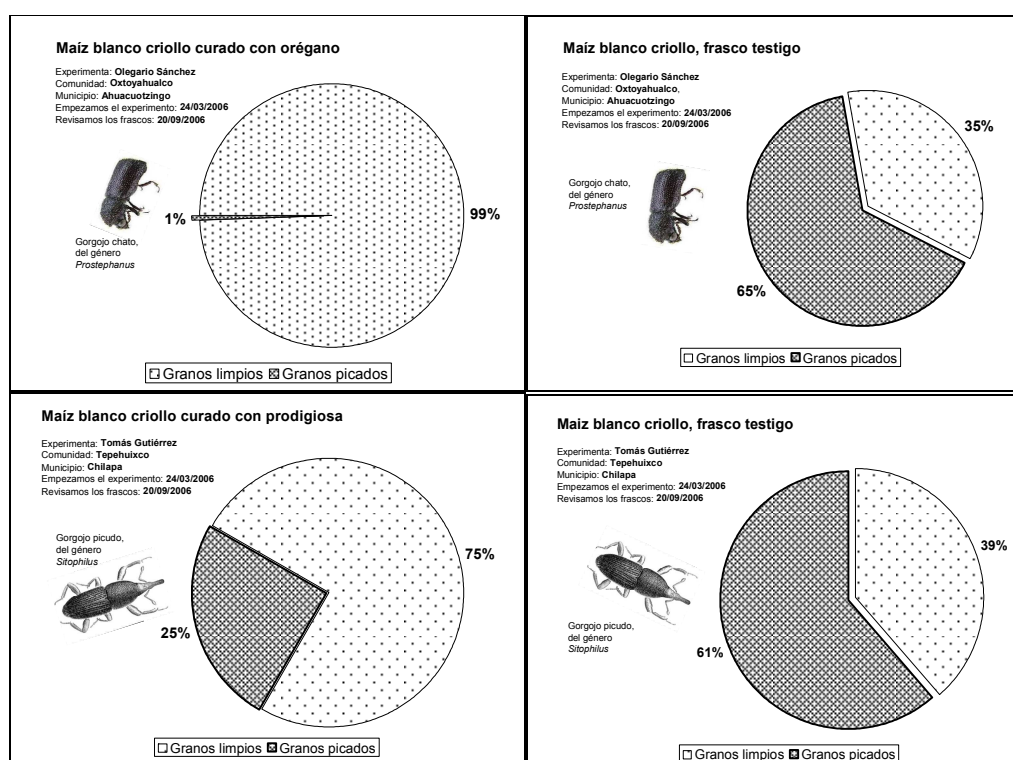 Maíz blanco criollo curado con orégano
Experimenta: Olegario Sánchez
Comunidad: Oxtoyahualco
Municipio: Ahuacuotzingo
Empezamos el experimento: 24/03/2006
Revisamos los frascos: 20/09/2006
1%
99%
Gorgojo chato,
del género
Prostephanus
Granos limpios Granos picados
Maíz blanco criollo, frasco testigo
Experimenta: Olegario Sánchez
Comunidad: Oxtoyahualco,
Municipio: Ahuacuotzingo
Empezamos el experimento: 24/03/2006
Revisamos los frascos: 20/09/2006
35%
Gorgojo chato,
del género
Prostephanus
65%
Granos limpios Granos picados
Maíz blanco criollo curado con prodigiosa
Experimenta: Tomás Gutiérrez
Comunidad: Tepehuixco
Municipio: Chilapa
Empezamos el experimento: 24/03/2006
Revisamos los frascos: 20/09/2006
Gorgojo picudo,
del género
Sitophilus
75%
25%
Granos limpios Granos picados
Maiz blanco criollo, frasco testigo
Experimenta: Tomás Gutiérrez
Comunidad: Tepehuixco
Municipio: Chilapa
Empezamos el experimento: 24/03/2006
Revisamos los frascos: 20/09/2006
39%
Gorgojo picudo,
del género
Sitophilus
61%
Granos limpios Granos picados